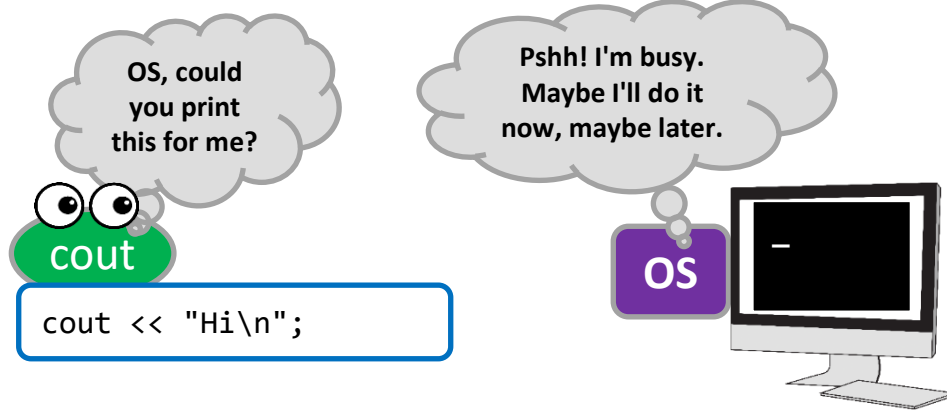 OS, could
you print
this for me?
Pshh! I'm busy.
Maybe I'll do it
now, maybe later.
cout
OS
cout << "Hi\n";